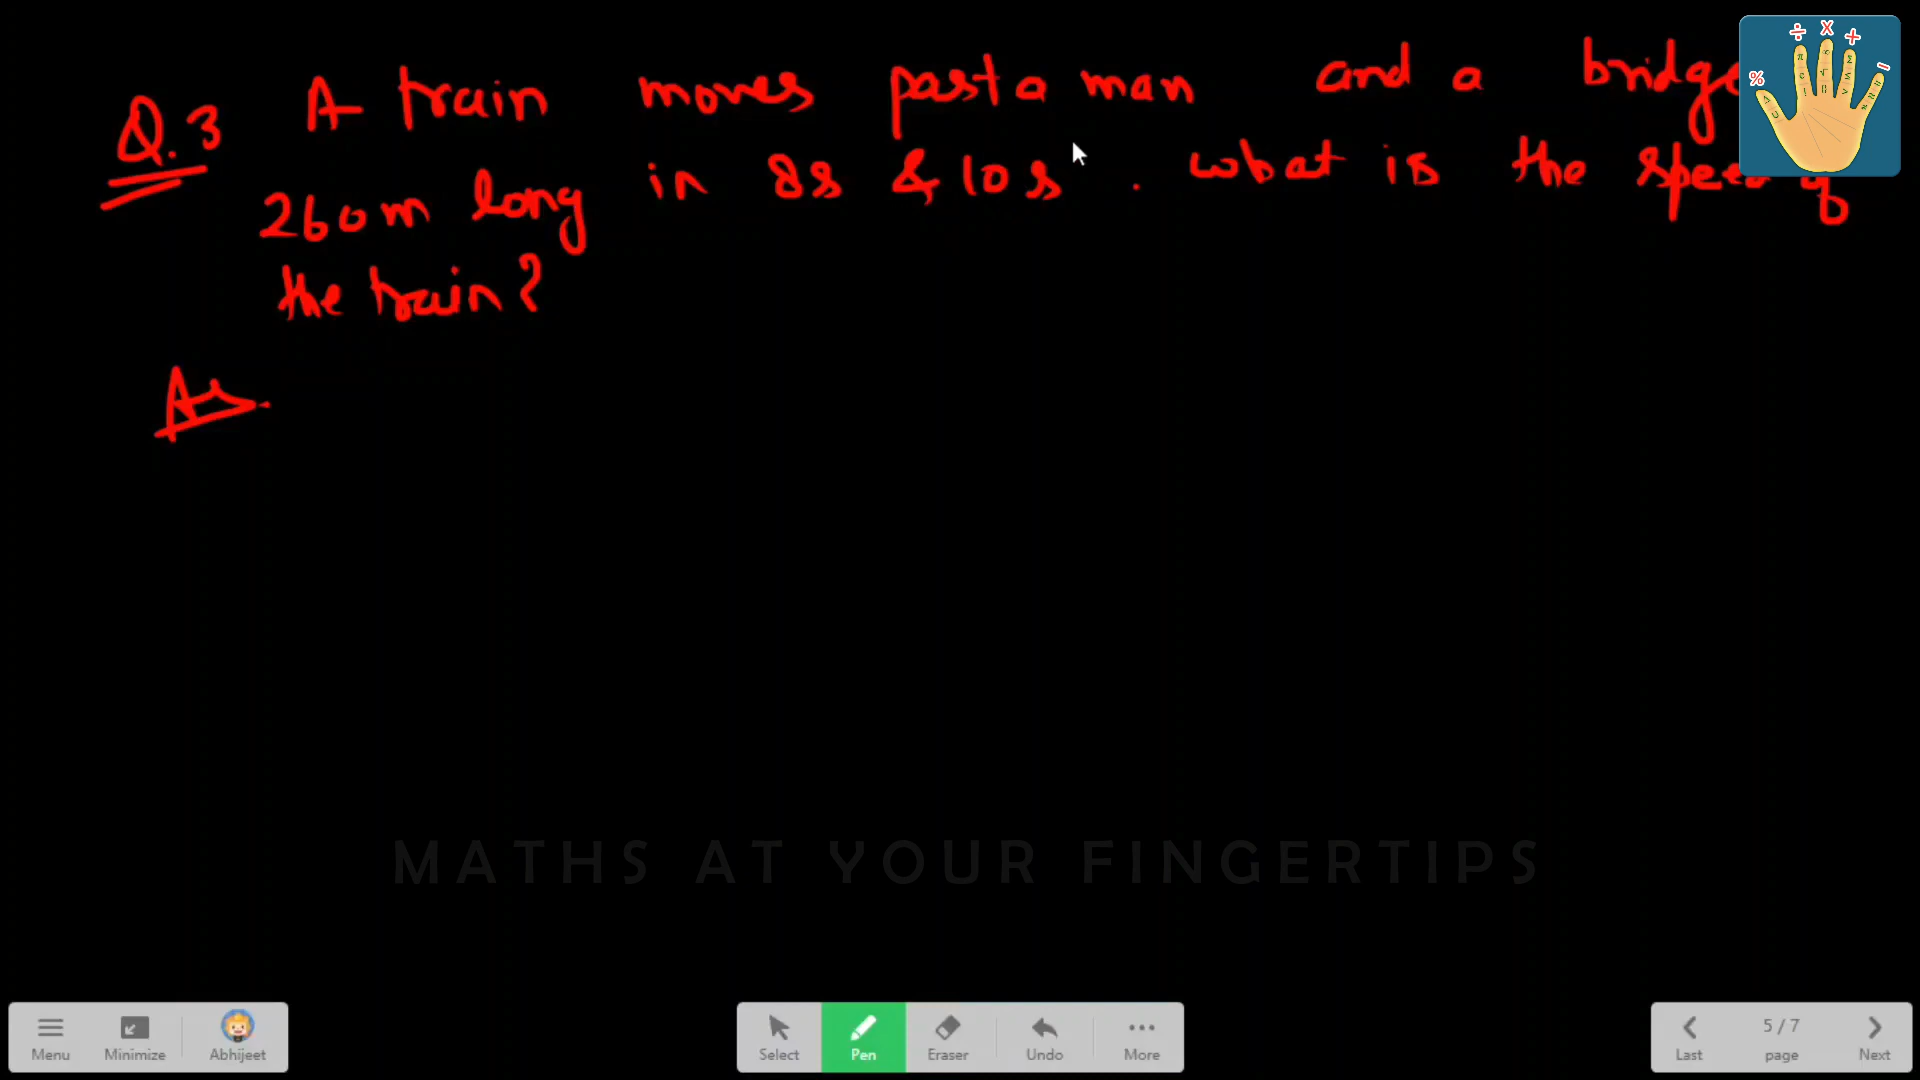 Q.3 A train moves past a man and a bridge
260m long in 8s & 10s. what is the speed of
the train?
Ans.
MATHS AT YOUR FINGERTIPS
÷ X +
% −
Menu Minimize Abhijeet Select Pen Eraser Undo More Last 5 / 7 page Next